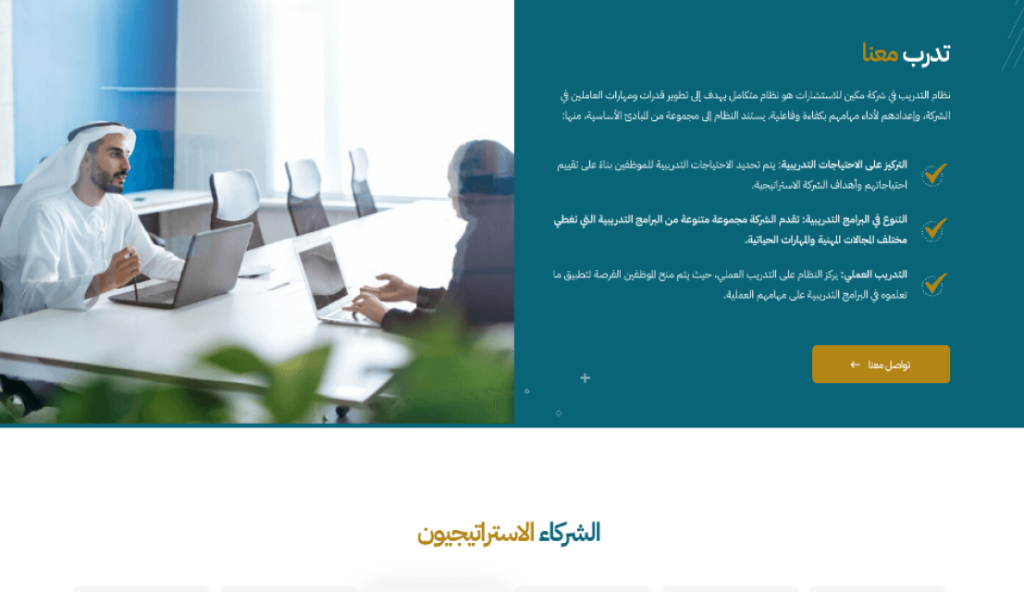 تدرب معنا
نظام التدريب في شركة مكين للاستشارات هو نظام متكامل يهدف إلى تطوير قدرات ومهارات العاملين في
الشركة، وإعدادهم لأداء مهامهم بكفاءة وفاعلية. يستند النظام إلى مجموعة من المبادئ الأساسية، منها:
التركيز على الاحتياجات التدريبية: يتم تحديد الاحتياجات التدريبية للموظفين بناءً على تقييم
احتياجاتهم وأهداف الشركة الاستراتيجية.
التنوع في البرامج التدريبية: تقدم الشركة مجموعة متنوعة من البرامج التدريبية التي تغطي
مختلف المجالات المهنية والمهارات الحياتية.
التدريب العملي: يركز النظام على التدريب العملي، حيث يتم منح الموظفين الفرصة لتطبيق ما
تعلموه في البرامج التدريبية على مهامهم العملية.
تواصل معنا ←
الشركاء الاستراتيجيون